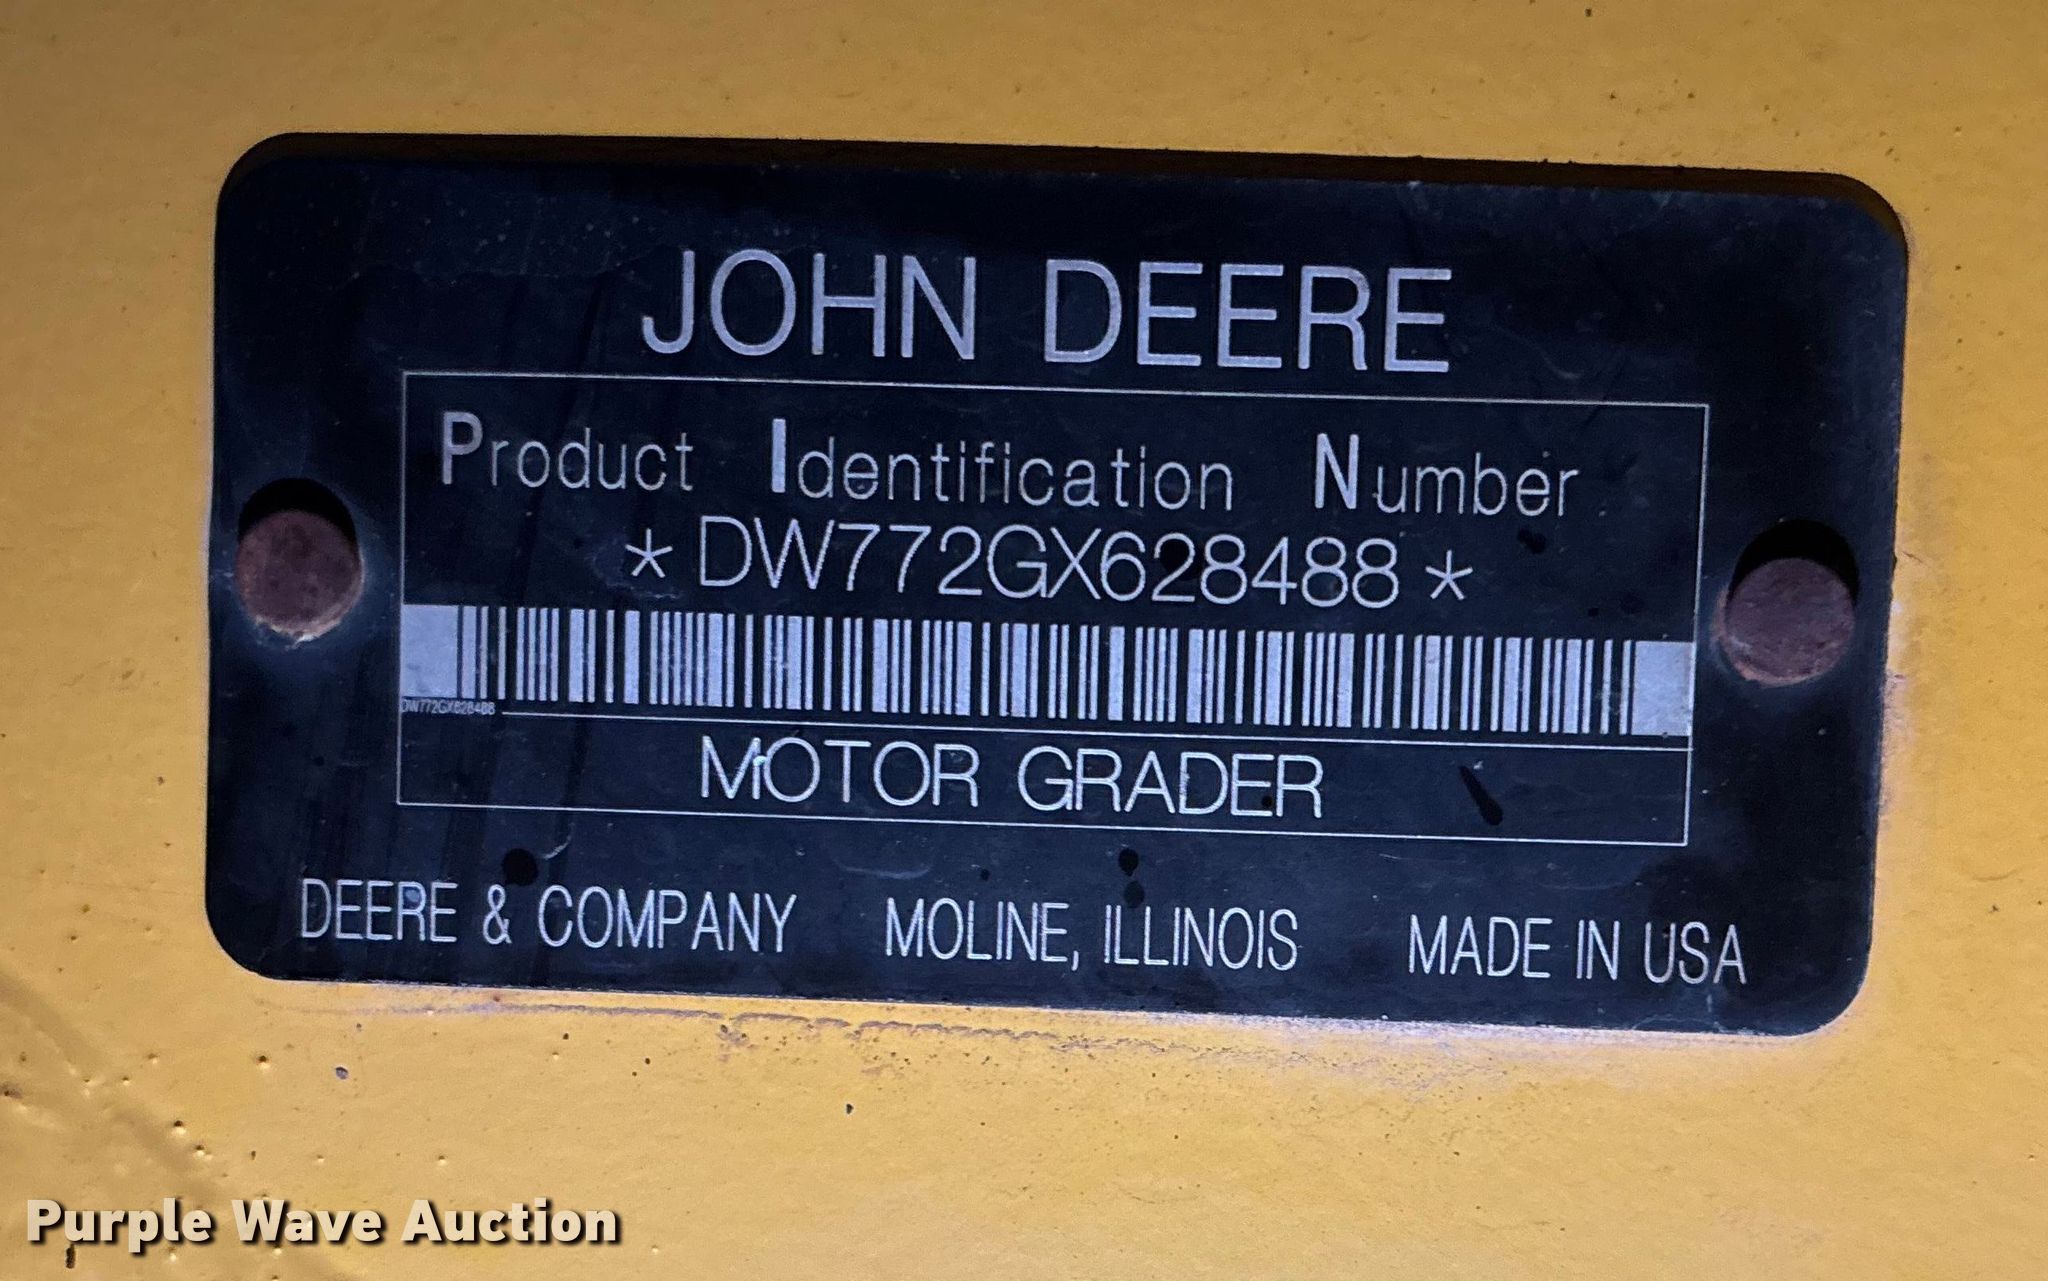 JOHN DEERE
Product Identification Number
*DW772GX628488*
DW772GX628488
MOTOR GRADER
DEERE & COMPANY MOLINE, ILLINOIS MADE IN USA
Purple Wave Auction